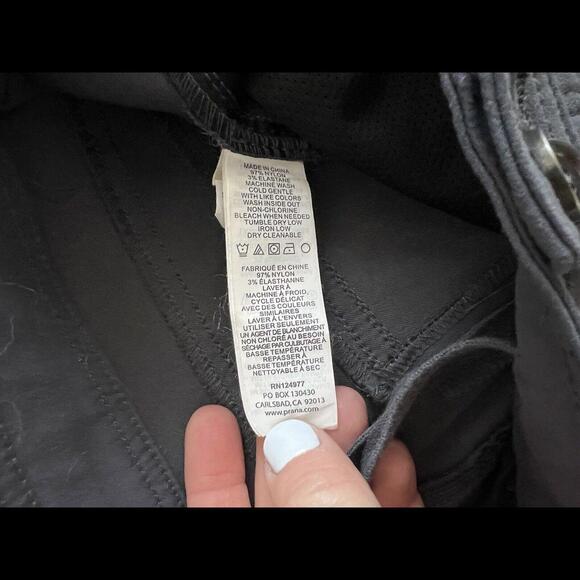 MADE IN CHINA
97% NYLON
3% ELASTANE
MACHINE WASH
COLD GENTLE
WITH LIKE COLORS
WASH INSIDE OUT
NON-CHLORINE
BLEACH WHEN NEEDED
TUMBLE DRY LOW
IRON LOW
DRY CLEANABLE
FABRIQUÉ EN CHINE
97% NYLON
3% ÉLASTHANNE
LAVER À
MACHINE À FROID,
CYCLE DÉLICAT
AVEC DES COULEURS
SIMILAIRES
LAVER À L'ENVERS
UTILISER SEULEMENT
UN AGENT DE BLANCHIMENT
NON CHLORÉ AU BESOIN
SÉCHAGE PAR CULBUTAGE À
BASSE TEMPÉRATURE
REPASSER À
BASSE TEMPÉRATURE
NETTOYABLE À SEC
RN124977
PO BOX 130430
CARLSBAD, CA 92013
www.prana.com